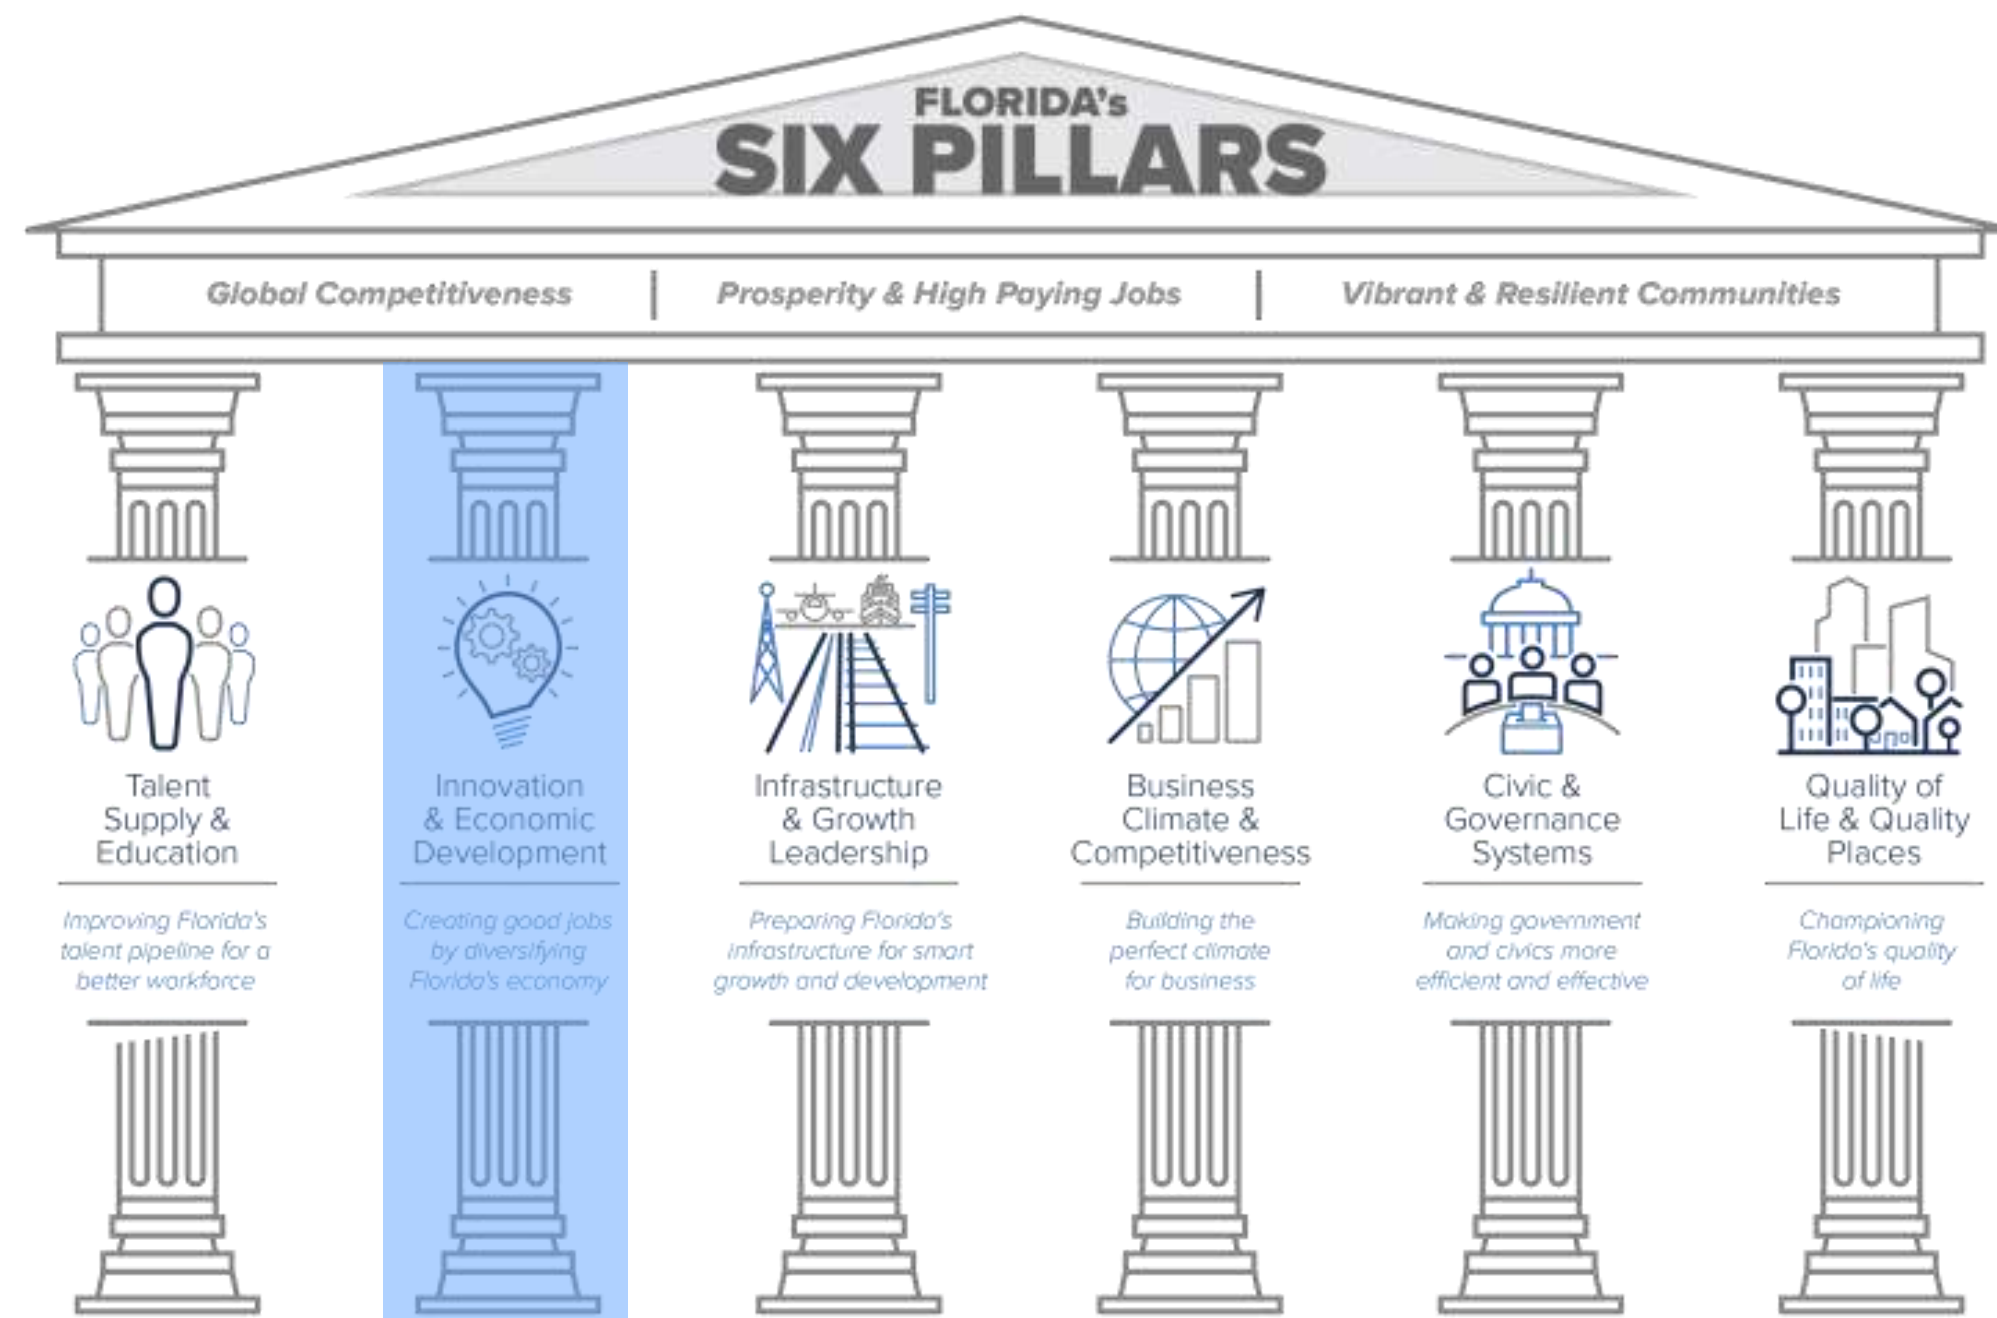 FLORIDA's
SIX PILLARS
Global Competitiveness
Prosperity & High Paying Jobs
Vibrant & Resilient Communities
Talent
Supply &
Education
Improving Florida's
talent pipeline for a
better workforce
Innovation
& Economic
Development
Creating good jobs
by diversifying
Florida's economy
Infrastructure
& Growth
Leadership
Preparing Florida's
infrastructure for smart
growth and development
Business
Climate &
Competitiveness
Building the
perfect climate
for business
Civic &
Governance
Systems
Making government
and civics more
efficient and effective
Quality of
Life & Quality
Places
Championing
Florida's quality
of life